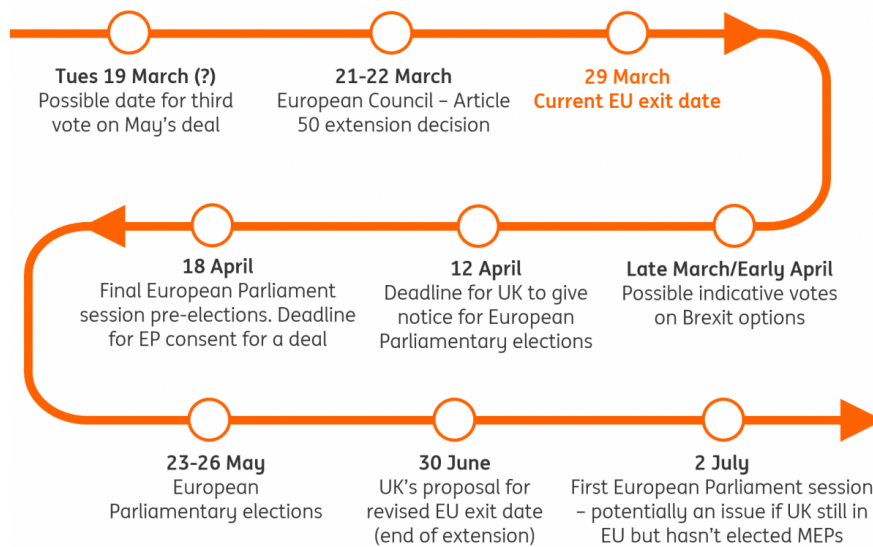 Tues 19 March (?)
Possible date for third
vote on May's deal
21-22 March
European Council – Article
50 extension decision
29 March
Current EU exit date
Late March/Early April
Possible indicative votes
on Brexit options
12 April
Deadline for UK to give
notice for European
Parliamentary elections
18 April
Final European Parliament
session pre-elections. Deadline
for EP consent for a deal
23-26 May
European
Parliamentary elections
30 June
UK's proposal for
revised EU exit date
(end of extension)
2 July
First European Parliament session
– potentially an issue if UK still in
EU but hasn't elected MEPs